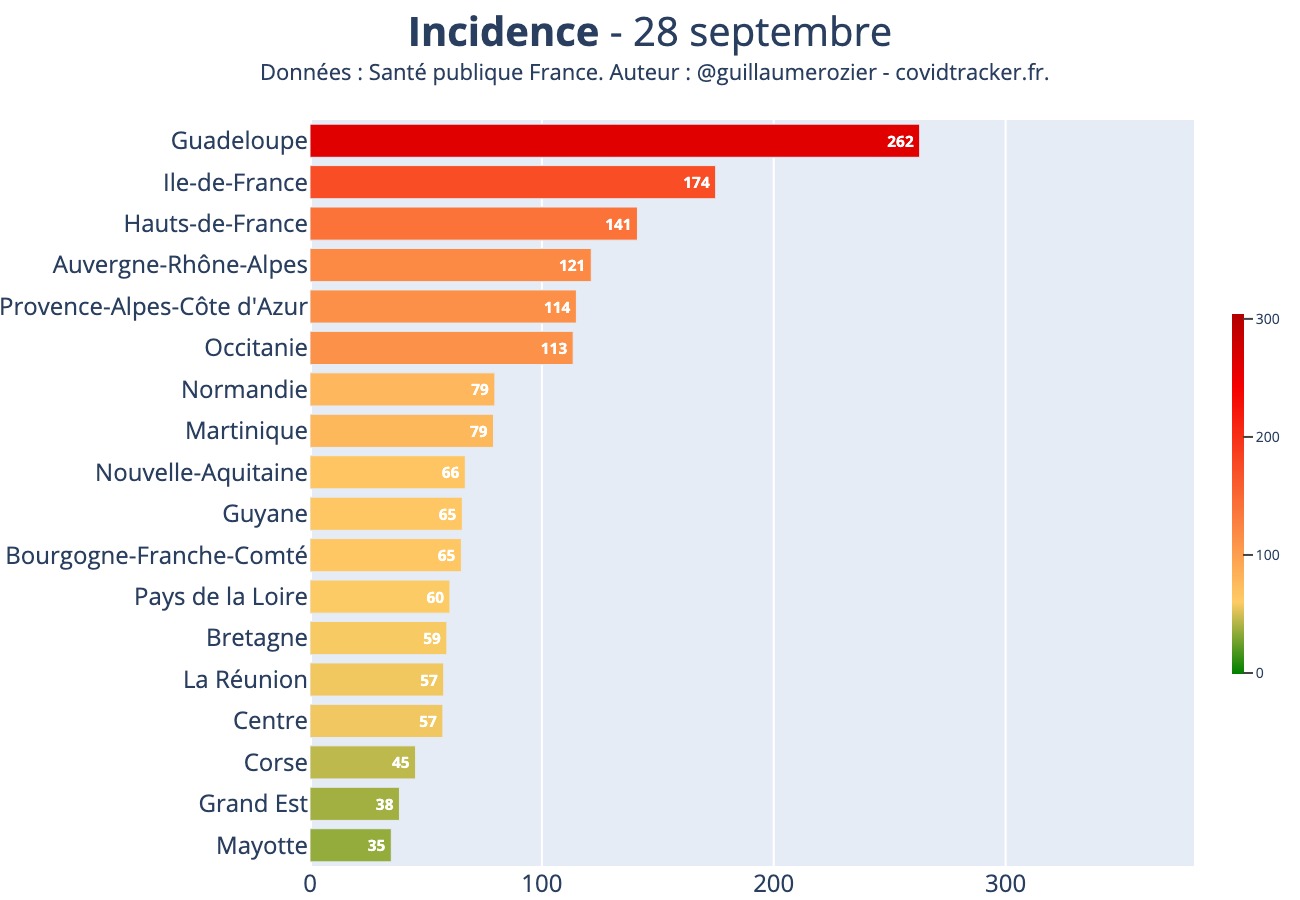 Incidence - 28 septembre
Données : Santé publique France. Auteur : @guillaumerozier - covidtracker.fr.
Guadeloupe 262
Ile-de-France 174
Hauts-de-France 141
Auvergne-Rhône-Alpes 121
Provence-Alpes-Côte d'Azur 114
Occitanie 113
Normandie 79
Martinique 79
Nouvelle-Aquitaine 66
Guyane 65
Bourgogne-Franche-Comté 65
Pays de la Loire 60
Bretagne 59
La Réunion 57
Centre 57
Corse 45
Grand Est 38
Mayotte 35
0 100 200 300
300
200
100
0